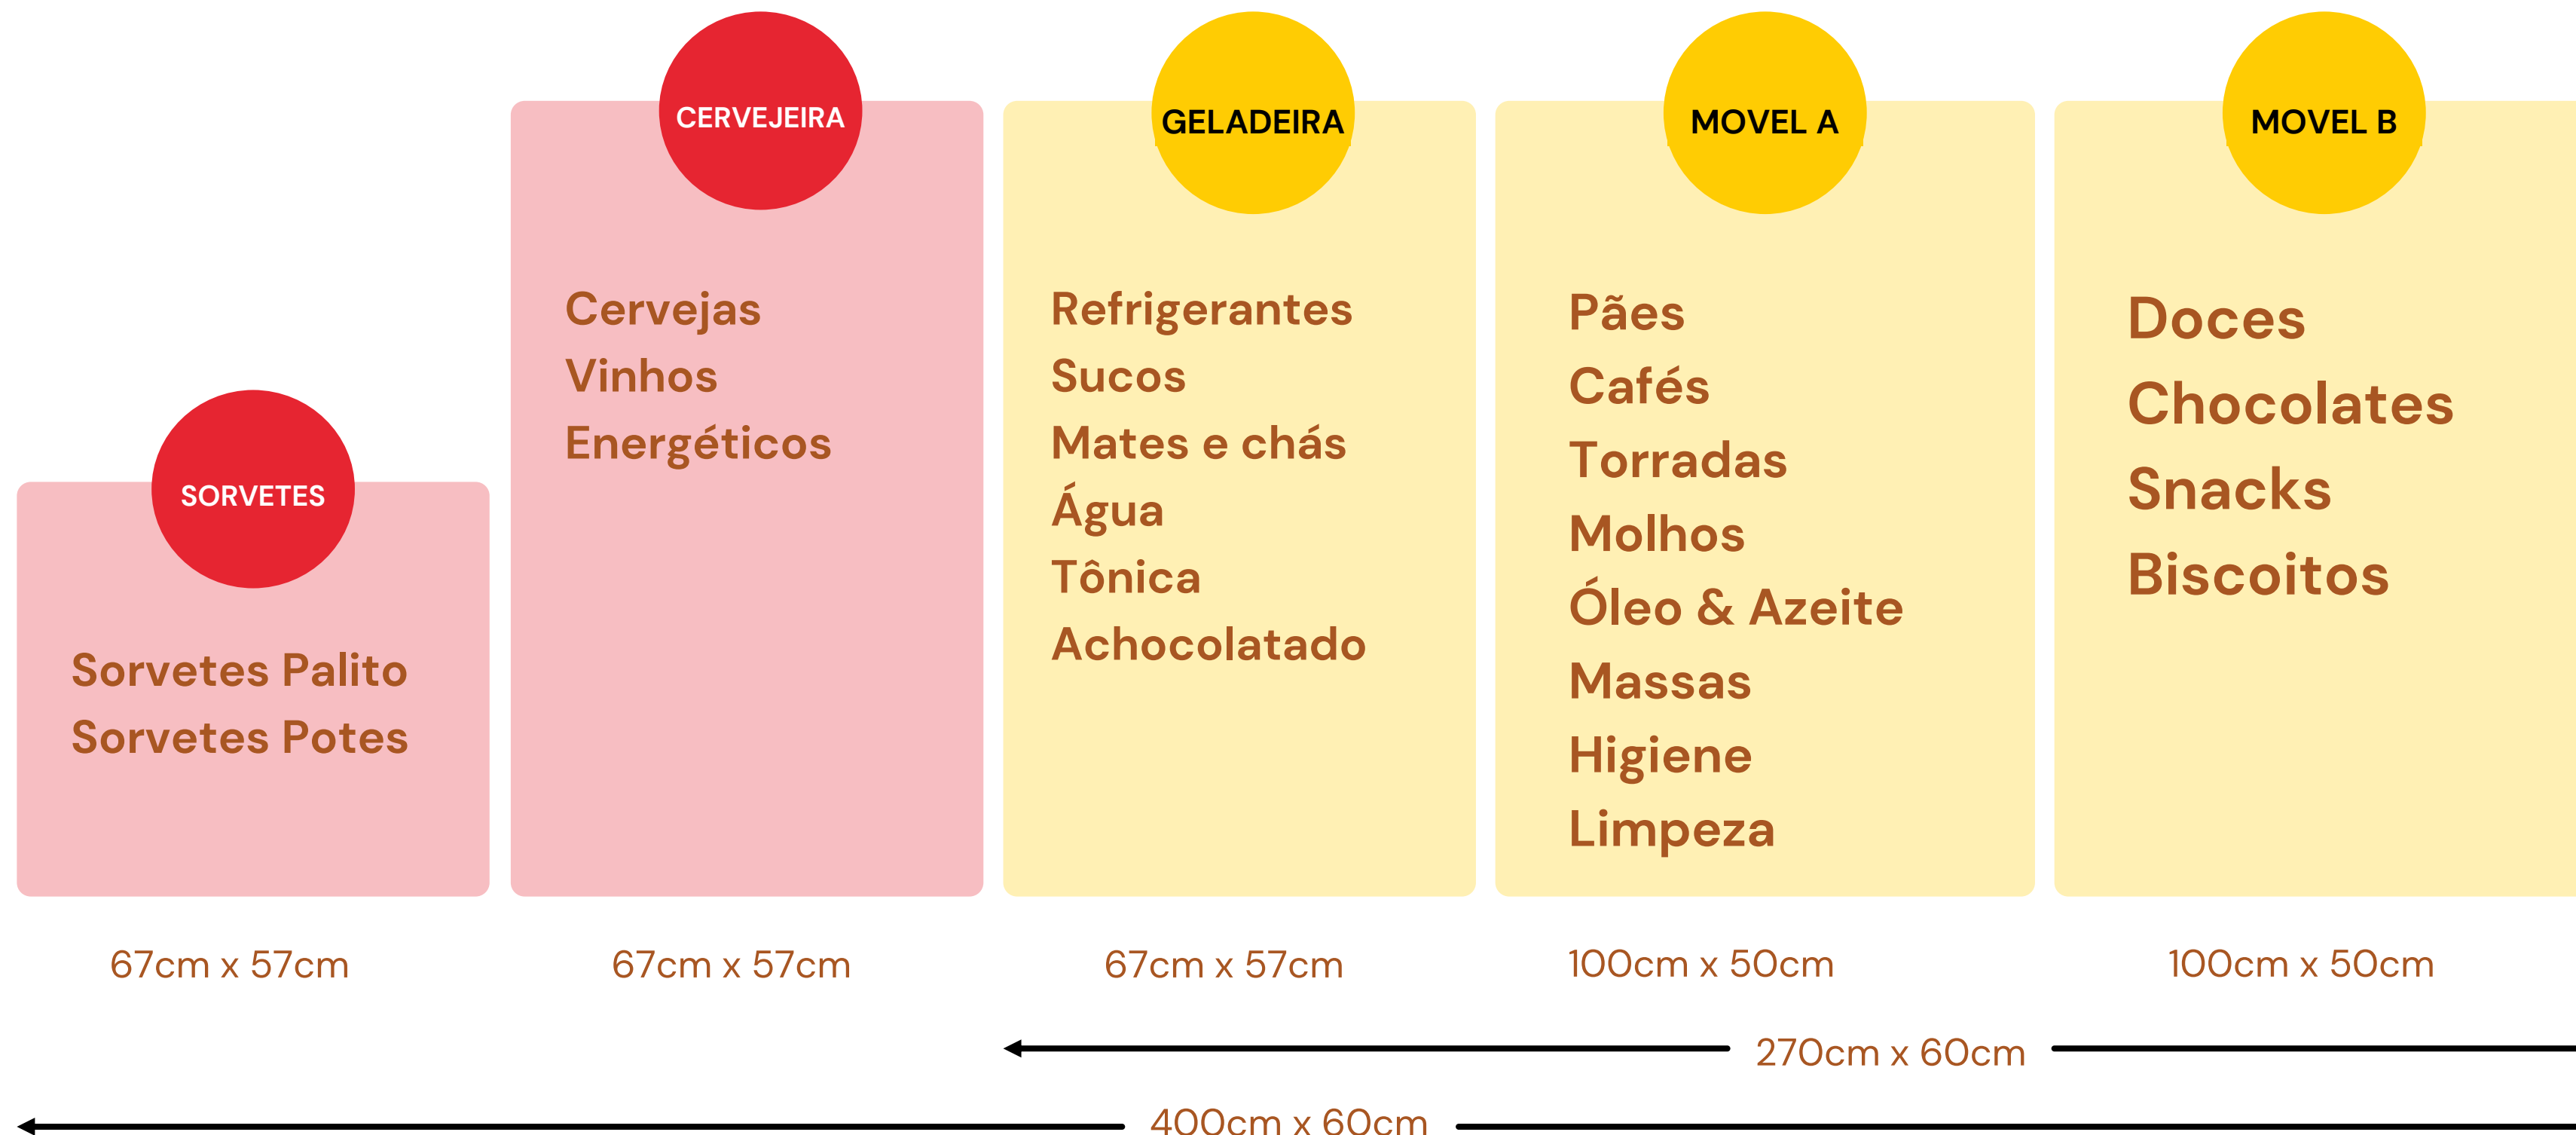 SORVETES
Sorvetes Palito
Sorvetes Potes
67cm x 57cm
CERVEJEIRA
Cervejas
Vinhos
Energéticos
67cm x 57cm
GELADEIRA
Refrigerantes
Sucos
Mates e chás
Água
Tônica
Achocolatado
67cm x 57cm
MOVEL A
Pães
Cafés
Torradas
Molhos
Óleo & Azeite
Massas
Higiene
Limpeza
100cm x 50cm
MOVEL B
Doces
Chocolates
Snacks
Biscoitos
100cm x 50cm
270cm x 60cm
400cm x 60cm